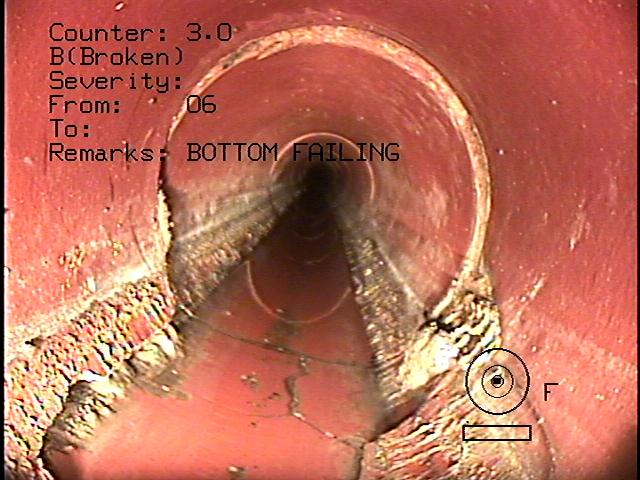 Counter: 3.0
B(Broken)
Severity:
From: 06
To:
Remarks: BOTTOM FAILING
F